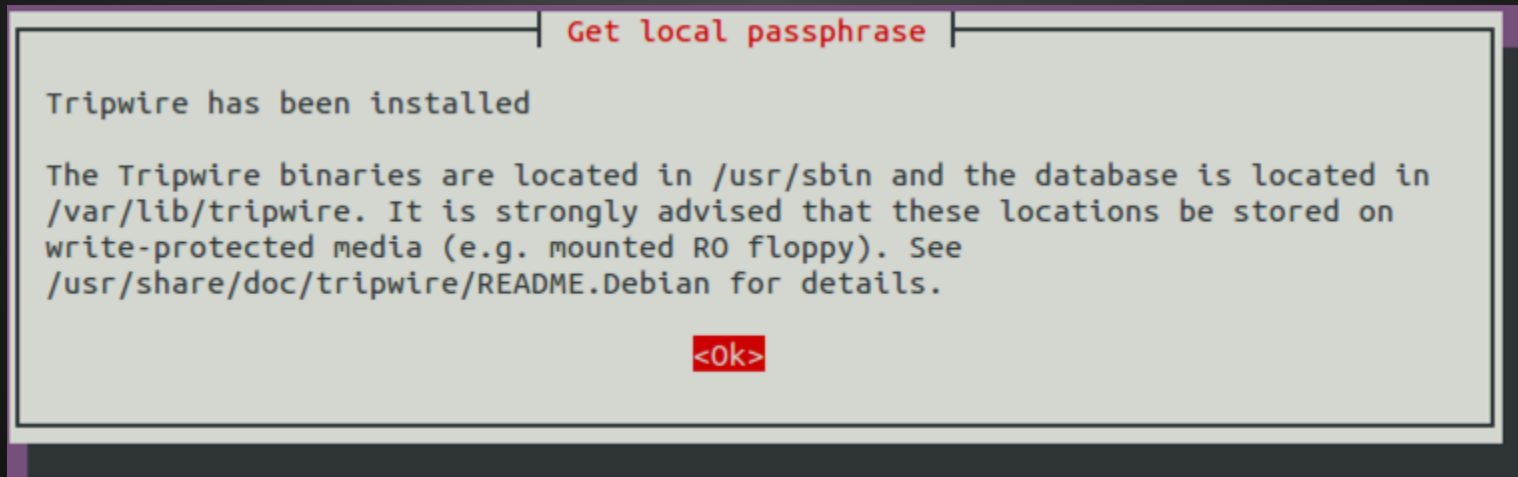 Get local passphrase
Tripwire has been installed
The Tripwire binaries are located in /usr/sbin and the database is located in
/var/lib/tripwire. It is strongly advised that these locations be stored on
write-protected media (e.g. mounted RO floppy). See
/usr/share/doc/tripwire/README.Debian for details.
<Ok>